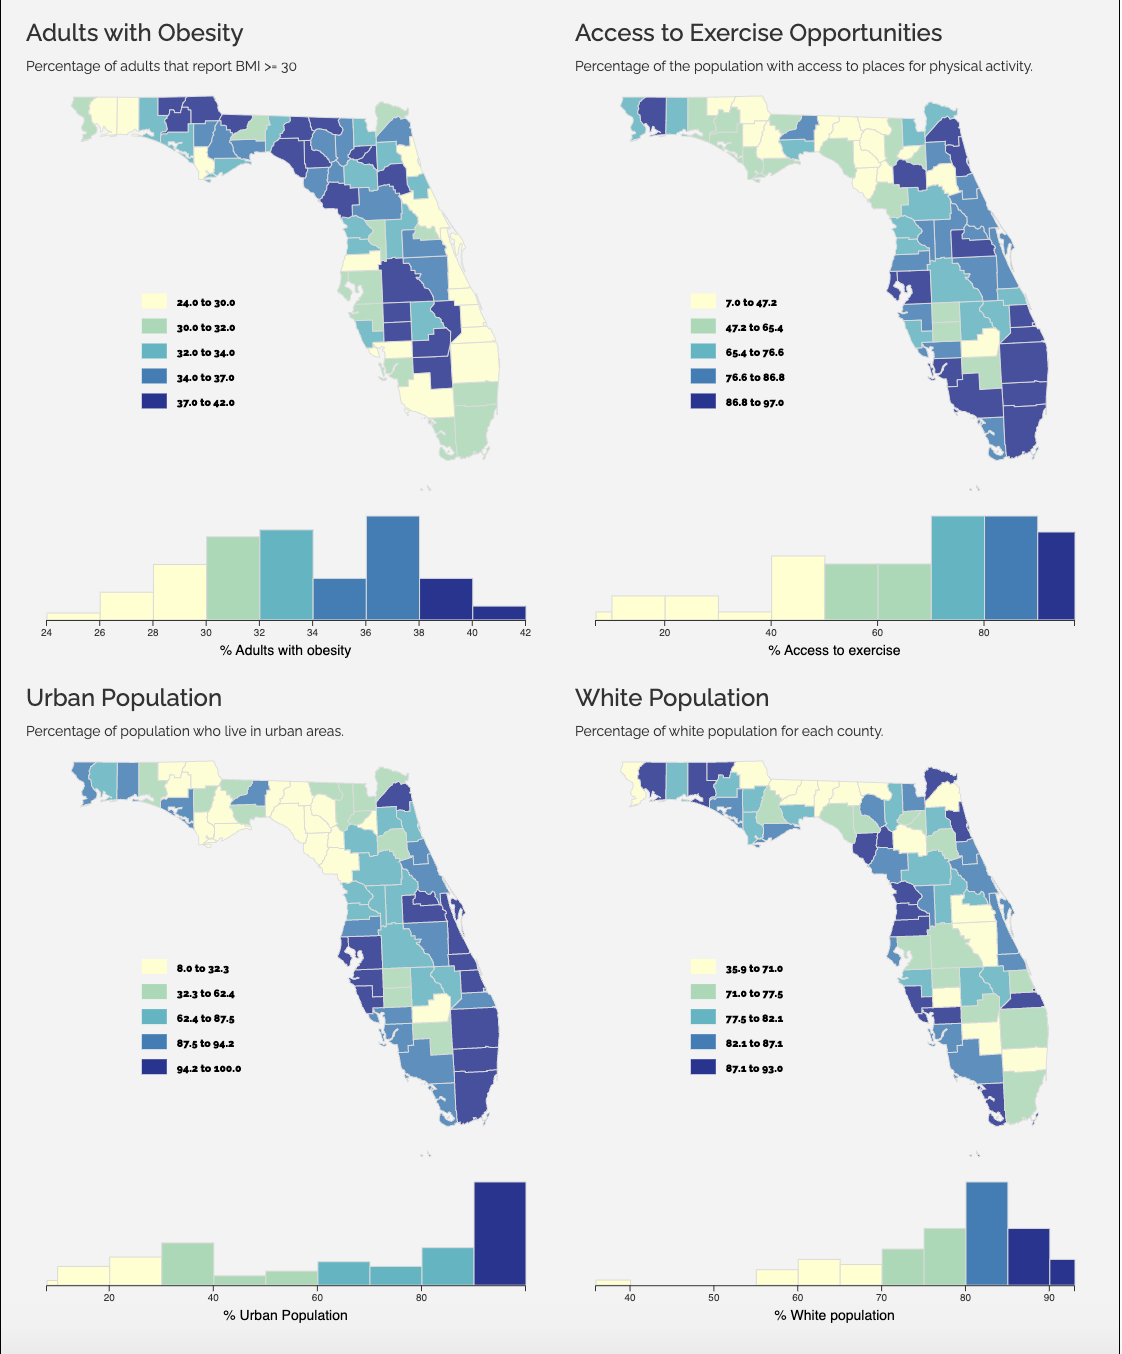 Adults with Obesity
Percentage of adults that report BMI >= 30
24.0 to 30.0
30.0 to 32.0
32.0 to 34.0
34.0 to 37.0
37.0 to 42.0
24 26 28 30 32 34 36 38 40 42
% Adults with obesity
Access to Exercise Opportunities
Percentage of the population with access to places for physical activity.
7.0 to 47.2
47.2 to 65.4
65.4 to 76.6
76.6 to 86.8
86.8 to 97.0
20 40 60 80
% Access to exercise
Urban Population
Percentage of population who live in urban areas.
8.0 to 32.3
32.3 to 62.4
62.4 to 87.5
87.5 to 94.2
94.2 to 100.0
20 40 60 80
% Urban Population
White Population
Percentage of white population for each county.
35.9 to 71.0
71.0 to 77.5
77.5 to 82.1
82.1 to 87.1
87.1 to 93.0
40 50 60 70 80 90
% White population